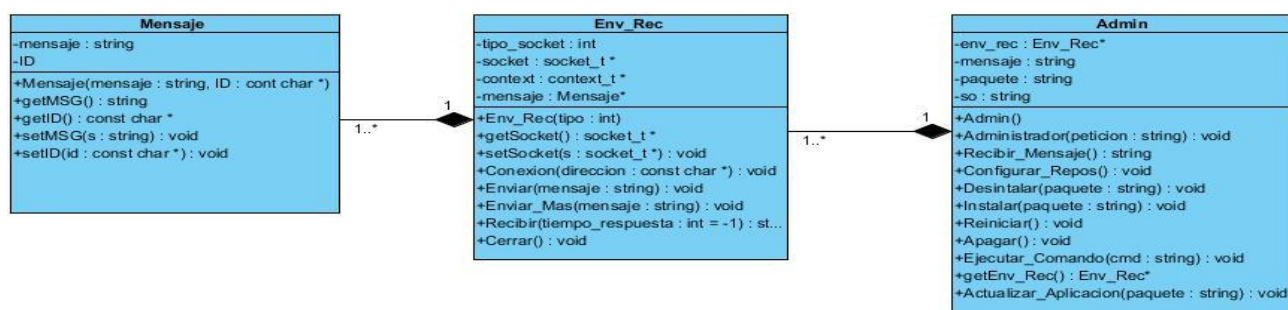 Mensaje
-mensaje : string
-ID
+Mensaje(mensaje : string, ID : cont char *)
+getMSG() : string
+getID() : const char *
+setMSG(s : string) : void
+setID(id : const char *) : void
1..*
1
Env_Rec
-tipo_socket : int
-socket : socket_t *
-context : context_t *
-mensaje : Mensaje*
+Env_Rec(tipo : int)
+getSocket() : socket_t *
+setSocket(s : socket_t *) : void
+Conexion(direccion : const char *) : void
+Enviar(mensaje : string) : void
+Enviar_Mas(mensaje : string) : void
+Recibir(tiempo_respuesta : int = -1) : st...
+Cerrar() : void
1..*
1
Admin
-env_rec : Env_Rec*
-mensaje : string
-paquete : string
-so : string
+Admin()
+Administrador(peticion : string) : void
+Recibir_Mensaje() : string
+Configurar_Repos() : void
+Desintalar(paquete : string) : void
+Instalar(paquete : string) : void
+Reiniciar() : void
+Apagar() : void
+Ejecutar_Comando(cmd : string) : void
+getEnv_Rec() : Env_Rec*
+Actualizar_Aplicacion(paquete : string) : void